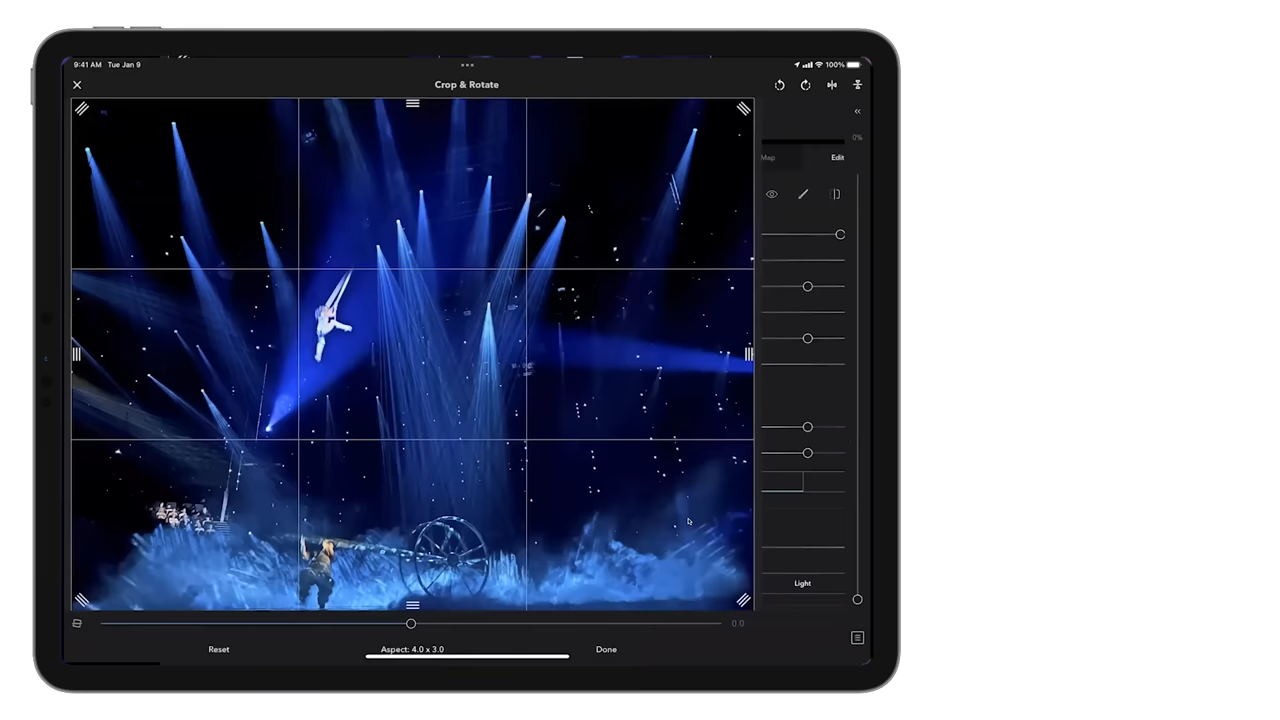 9:41 AM Tue Jan 9
100%
Crop & Rotate
0%
Map
Edit
Light
0.0
Reset
Aspect: 4.0 x 3.0
Done